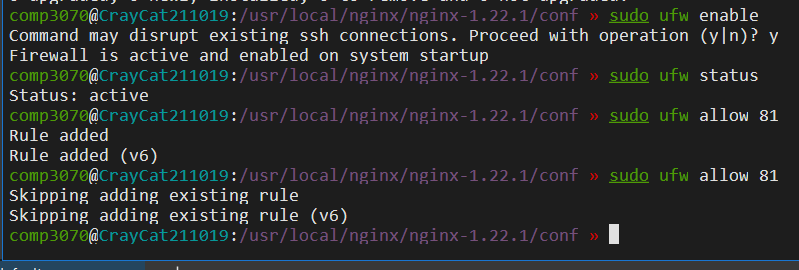 comp3070@CrayCat211019:/usr/local/nginx/nginx-1.22.1/conf » sudo ufw enable
Command may disrupt existing ssh connections. Proceed with operation (y|n)? y
Firewall is active and enabled on system startup
comp3070@CrayCat211019:/usr/local/nginx/nginx-1.22.1/conf » sudo ufw status
Status: active
comp3070@CrayCat211019:/usr/local/nginx/nginx-1.22.1/conf » sudo ufw allow 81
Rule added
Rule added (v6)
comp3070@CrayCat211019:/usr/local/nginx/nginx-1.22.1/conf » sudo ufw allow 81
Skipping adding existing rule
Skipping adding existing rule (v6)
comp3070@CrayCat211019:/usr/local/nginx/nginx-1.22.1/conf »